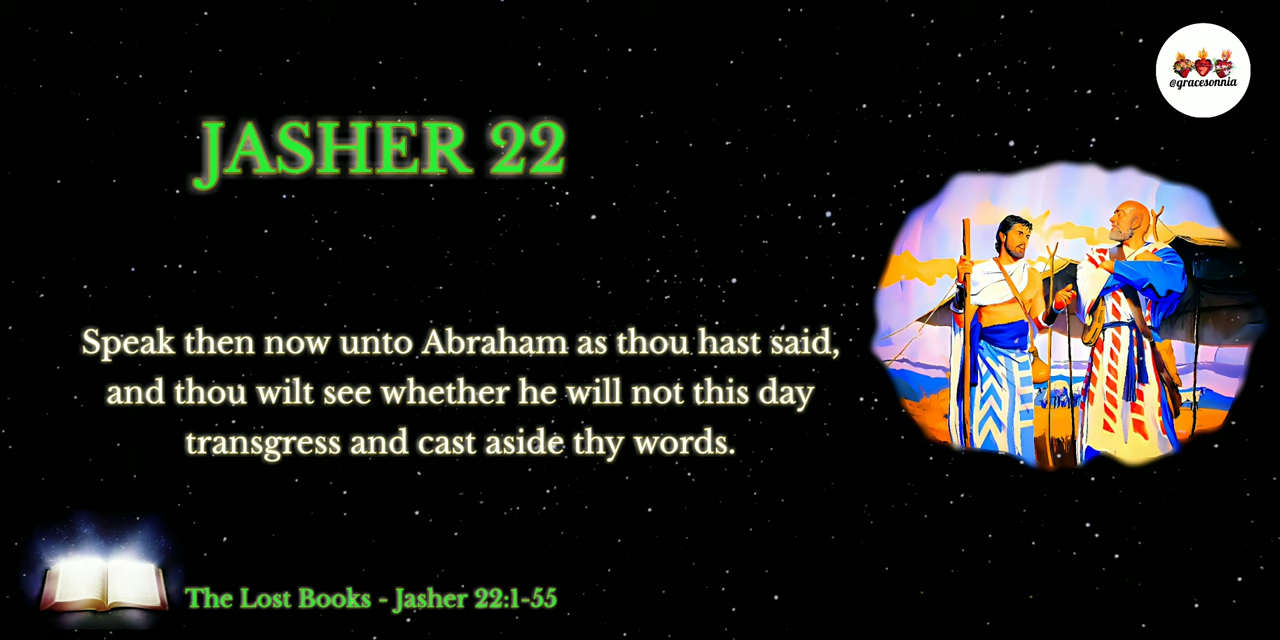 @gracesonnia
JASHER 22
Speak then now unto Abraham as thou hast said,
and thou wilt see whether he will not this day
transgress and cast aside thy words.
The Lost Books - Jasher 22:1-55